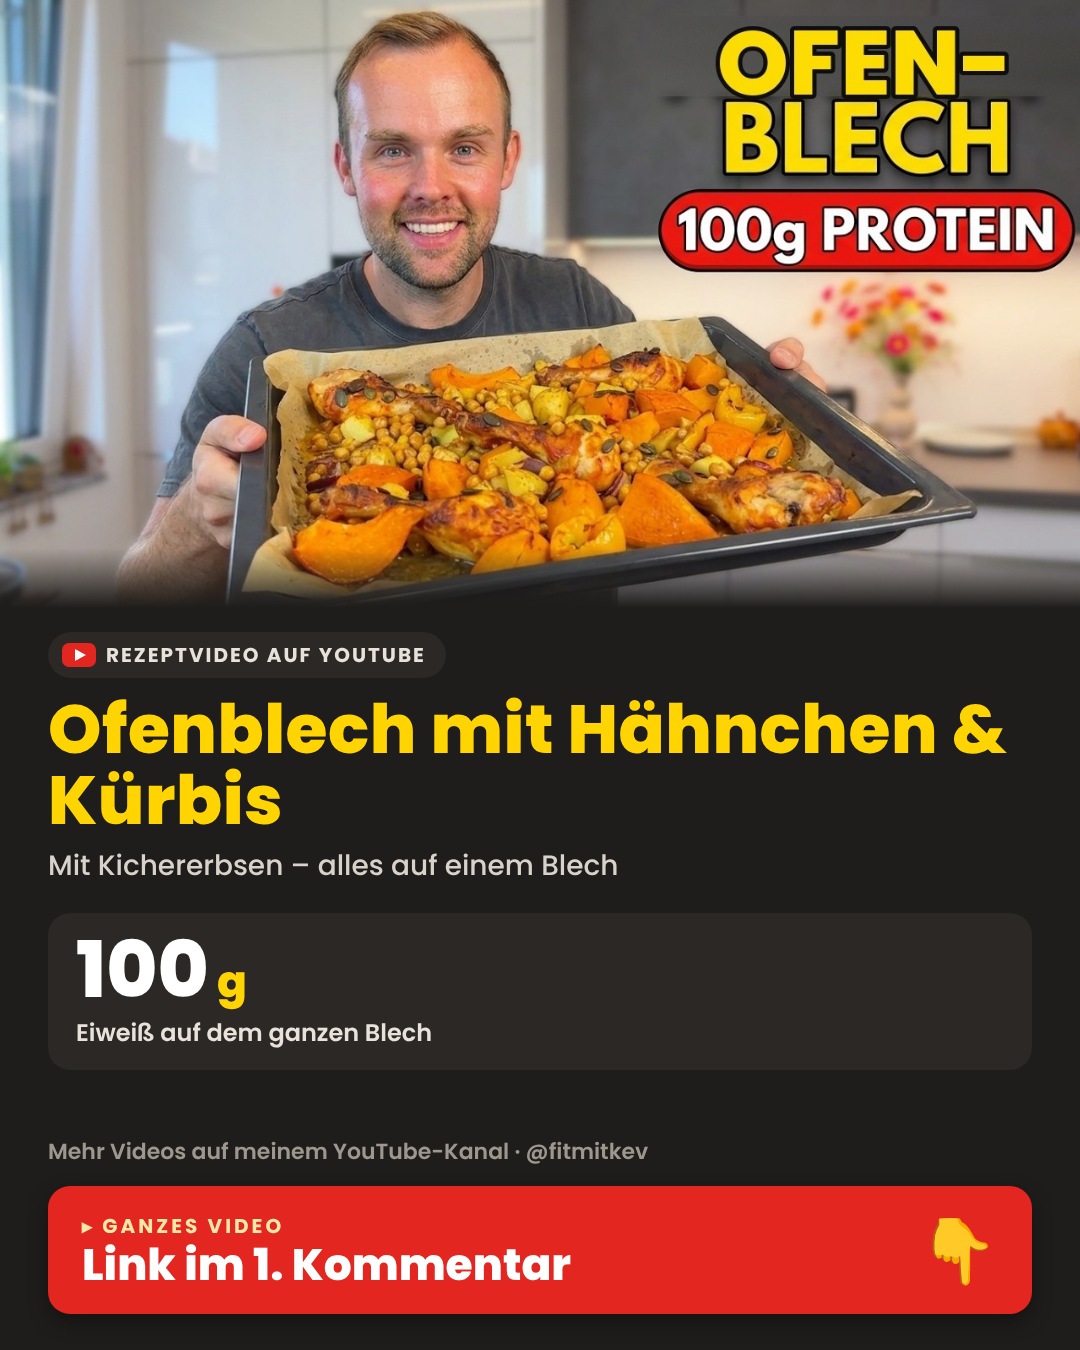 OFEN-
BLECH
100g PROTEIN
REZEPTVIDEO AUF YOUTUBE
Ofenblech mit Hähnchen &
Kürbis
Mit Kichererbsen – alles auf einem Blech
100 g
Eiweiß auf dem ganzen Blech
Mehr Videos auf meinem YouTube-Kanal · @fitmitkev
▸ GANZES VIDEO
Link im 1. Kommentar